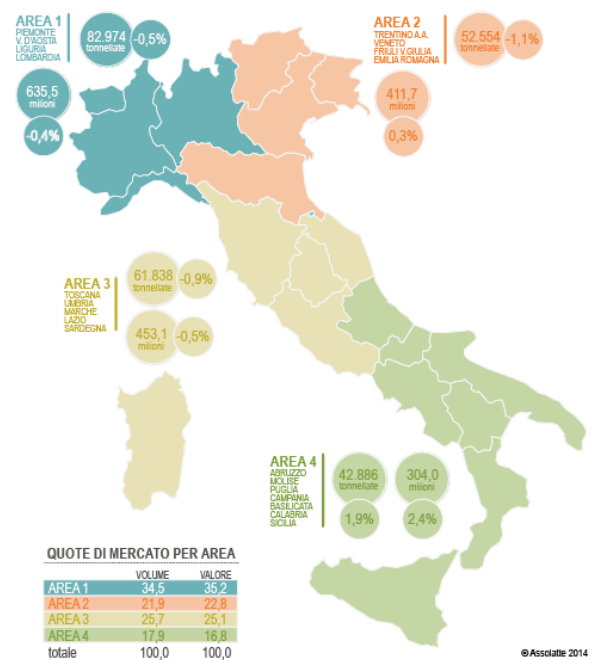 AREA 1
PIEMONTE
V. D'AOSTA
LIGURIA
LOMBARDIA
82.974
tonnellate
-0,5%
635,5
milioni
-0,4%
AREA 2
TRENTINO A.A.
VENETO
FRIULI V.GIULIA
EMILIA ROMAGNA
52.554
tonnellate
-1,1%
411,7
milioni
0,3%
AREA 3
TOSCANA
UMBRIA
MARCHE
LAZIO
SARDEGNA
61.838
tonnellate
-0,9%
453,1
milioni
-0,5%
AREA 4
ABRUZZO
MOLISE
PUGLIA
CAMPANIA
BASILICATA
CALABRIA
SICILIA
42.886
tonnellate
1,9%
304,0
milioni
2,4%
QUOTE DI MERCATO PER AREA
VOLUME VALORE
AREA 1 34,5 35,2
AREA 2 21,9 22,8
AREA 3 25,7 25,1
AREA 4 17,9 16,8
totale 100,0 100,0
© Assolatte 2014